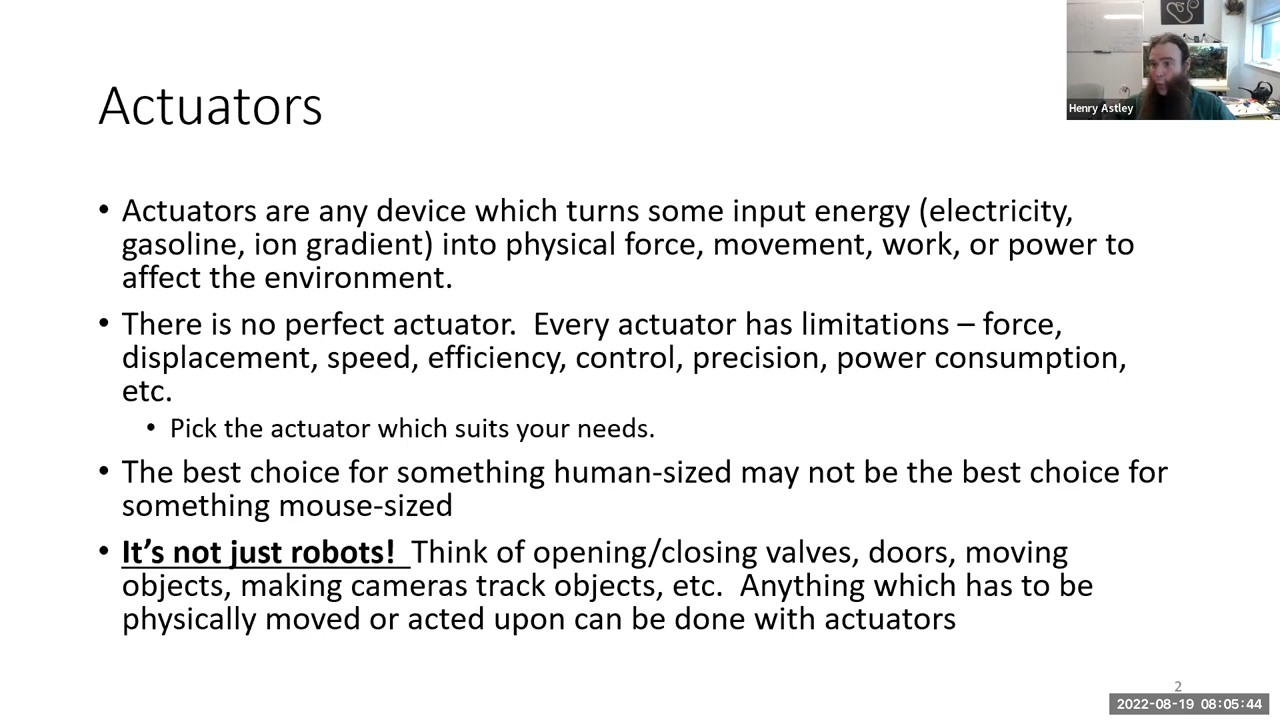 Henry Astley
Actuators
• Actuators are any device which turns some input energy (electricity,
gasoline, ion gradient) into physical force, movement, work, or power to
affect the environment.
• There is no perfect actuator.  Every actuator has limitations – force,
displacement, speed, efficiency, control, precision, power consumption,
etc.
• Pick the actuator which suits your needs.
• The best choice for something human-sized may not be the best choice for
something mouse-sized
• It’s not just robots!  Think of opening/closing valves, doors, moving
objects, making cameras track objects, etc.  Anything which has to be
physically moved or acted upon can be done with actuators
2
2022-08-19 08:05:44